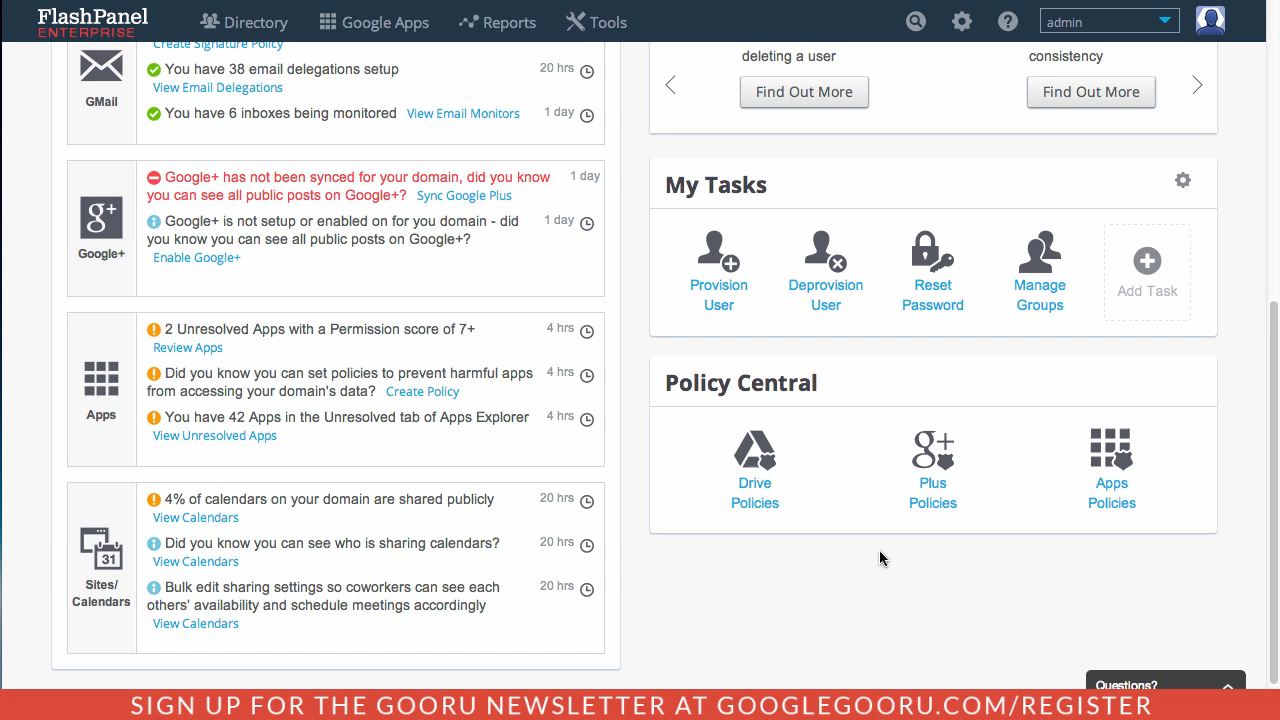 FlashPanel
ENTERPRISE
Directory
Google Apps
Reports
Tools
?
admin
Create Signature Policy
GMail
You have 38 email delegations setup
20 hrs
View Email Delegations
You have 6 inboxes being monitored View Email Monitors
1 day
g+
Google+
Google+ has not been synced for your domain, did you know
1 day
you can see all public posts on Google+? Sync Google Plus
Google+ is not setup or enabled on for you domain - did
1 day
you know you can see all public posts on Google+?
Enable Google+
Apps
2 Unresolved Apps with a Permission score of 7+
4 hrs
Review Apps
Did you know you can set policies to prevent harmful apps
4 hrs
from accessing your domain's data? Create Policy
You have 42 Apps in the Unresolved tab of Apps Explorer
4 hrs
View Unresolved Apps
31
Sites/
Calendars
4% of calendars on your domain are shared publicly
20 hrs
View Calendars
Did you know you can see who is sharing calendars?
20 hrs
View Calendars
Bulk edit sharing settings so coworkers can see each
20 hrs
others' availability and schedule meetings accordingly
View Calendars
deleting a user
Find Out More
consistency
Find Out More
My Tasks
Provision
User
Deprovision
User
Reset
Password
Manage
Groups
Add Task
Policy Central
Drive
Policies
g+
Plus
Policies
Apps
Policies
Questions?
SIGN UP FOR THE GOORU NEWSLETTER AT GOOGLEGOORU.COM/REGISTER